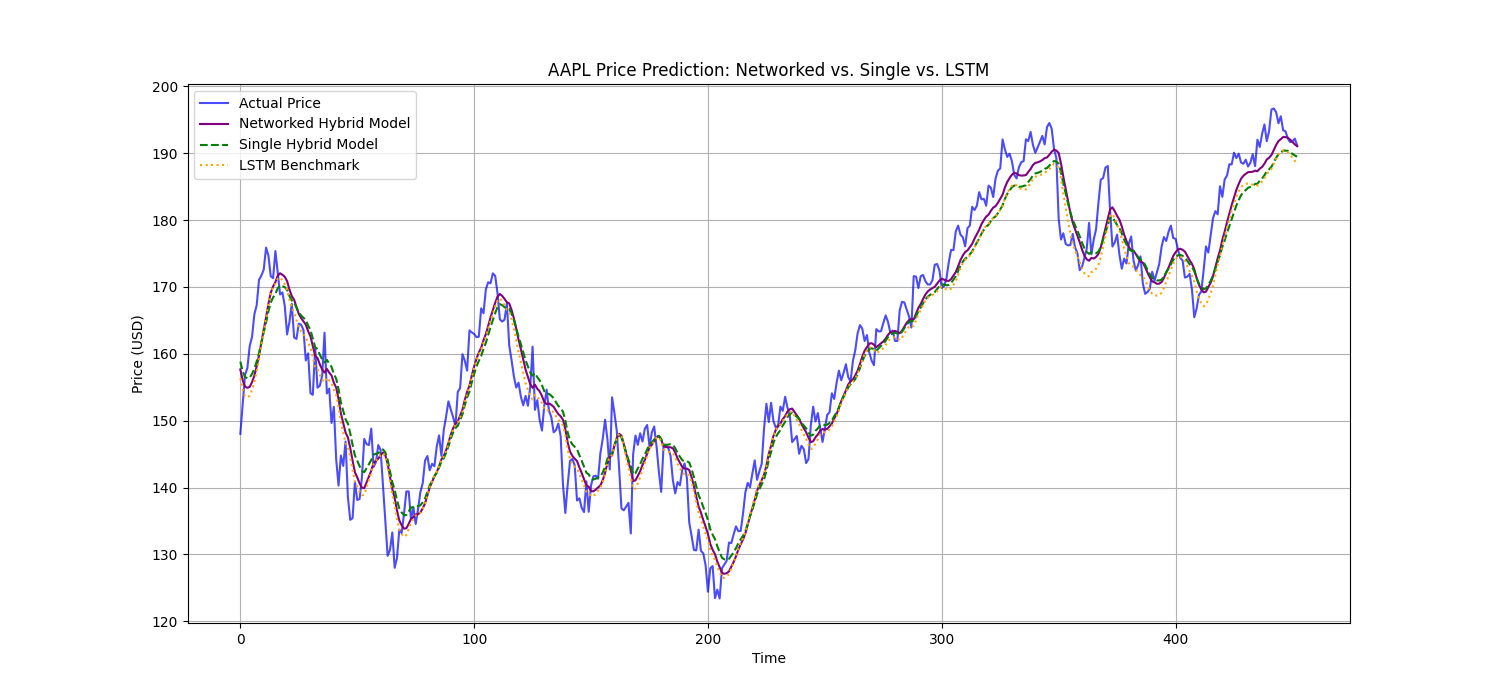 AAPL Price Prediction: Networked vs. Single vs. LSTM
Actual Price
Networked Hybrid Model
Single Hybrid Model
LSTM Benchmark
Price (USD)
200
190
180
170
160
150
140
130
120
0 100 200 300 400
Time